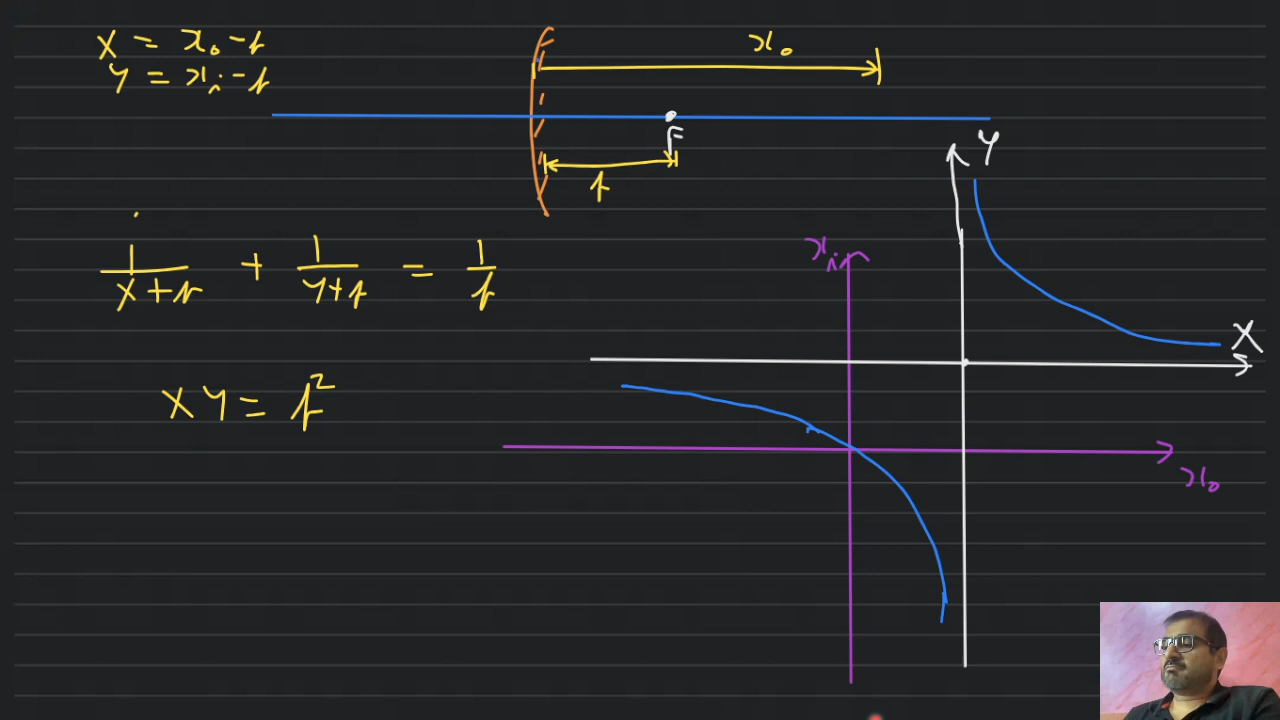 X = x₀ - f
Y = xᵢ - f
x₀
F
f
1/(X+f) + 1/(Y+f) = 1/f
XY = f²
Y
X
xᵢ
x₀